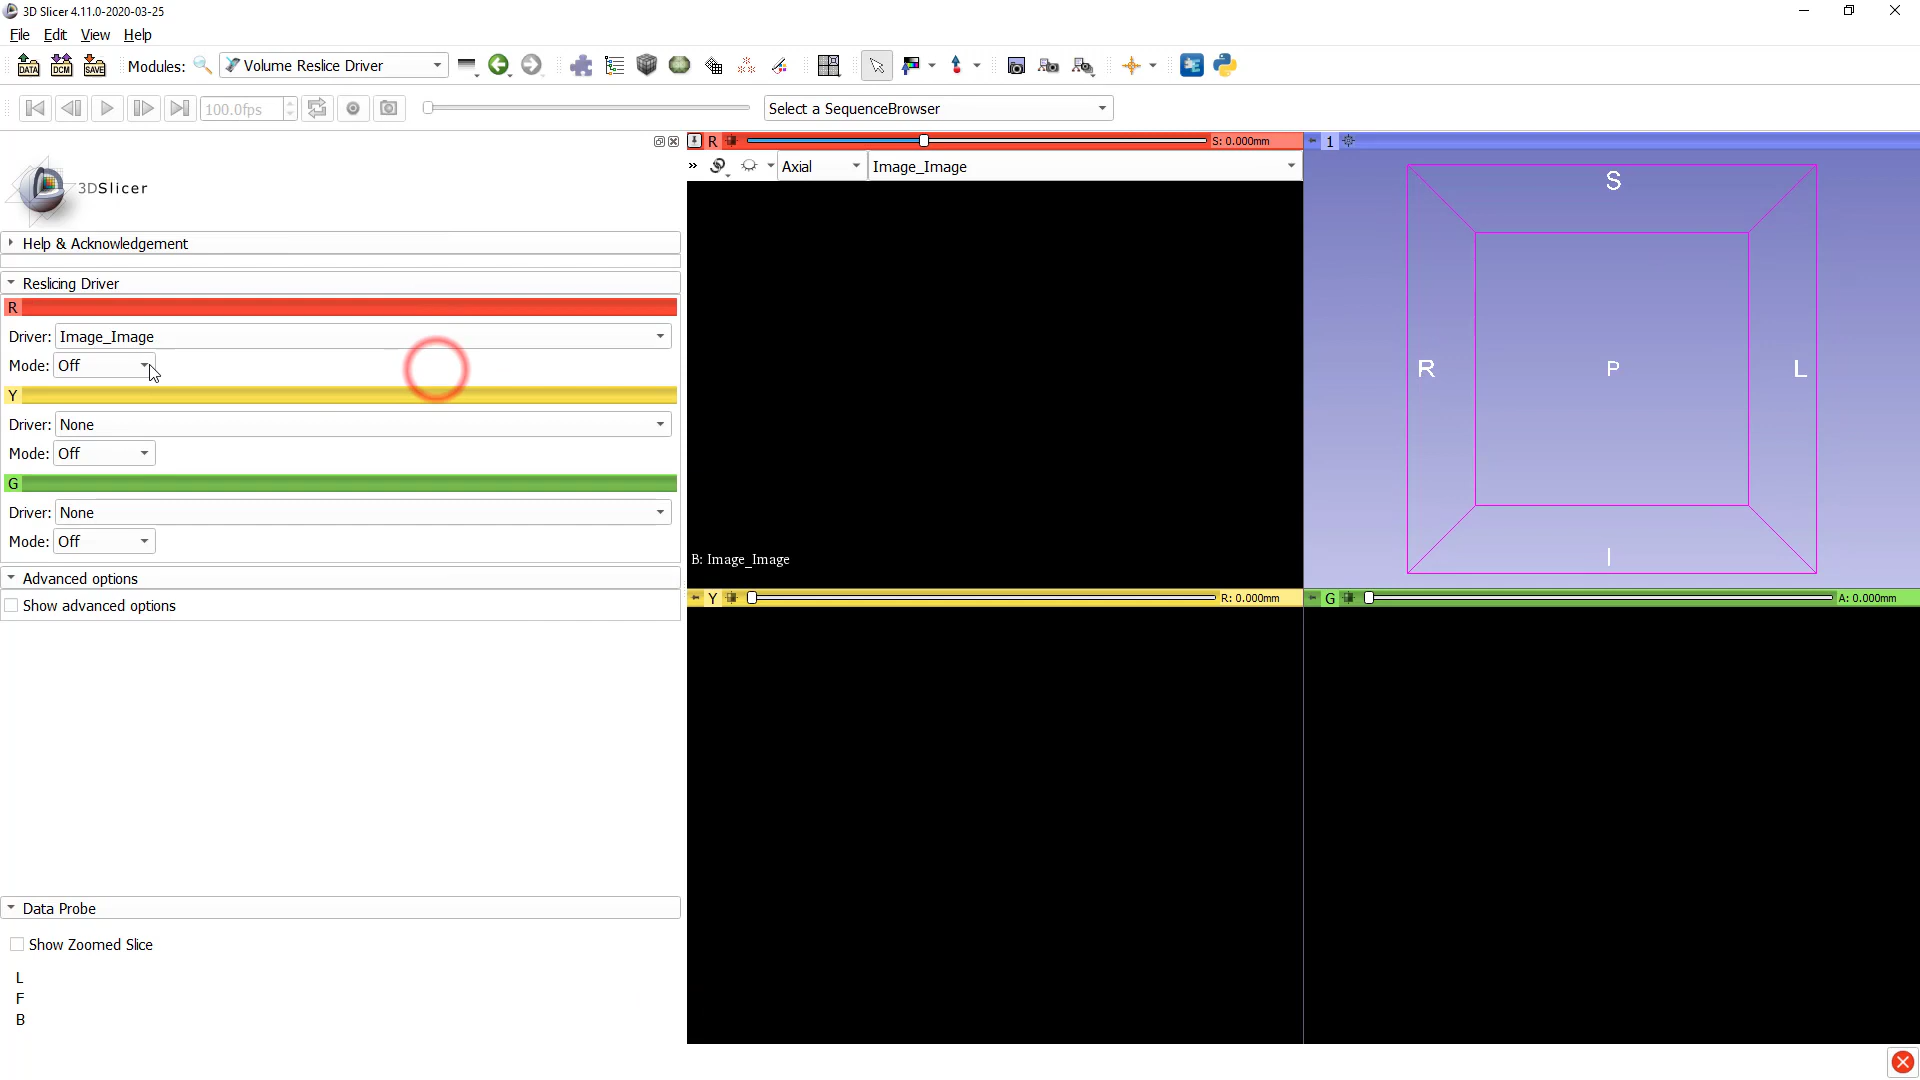 3D Slicer 4.11.0-2020-03-25
File Edit View Help
DATA DCM SAVE Modules: Volume Reslice Driver
100.0fps Select a SequenceBrowser
R S: 0.000mm 1
Axial Image_Image
3DSlicer
Help & Acknowledgement
Reslicing Driver
R
Driver: Image_Image
Mode: Off
Y
Driver: None
Mode: Off
G
Driver: None
Mode: Off
Advanced options
Show advanced options
Data Probe
Show Zoomed Slice
L
F
B
B: Image_Image
S
R P L
I
Y R: 0.000mm
G A: 0.000mm